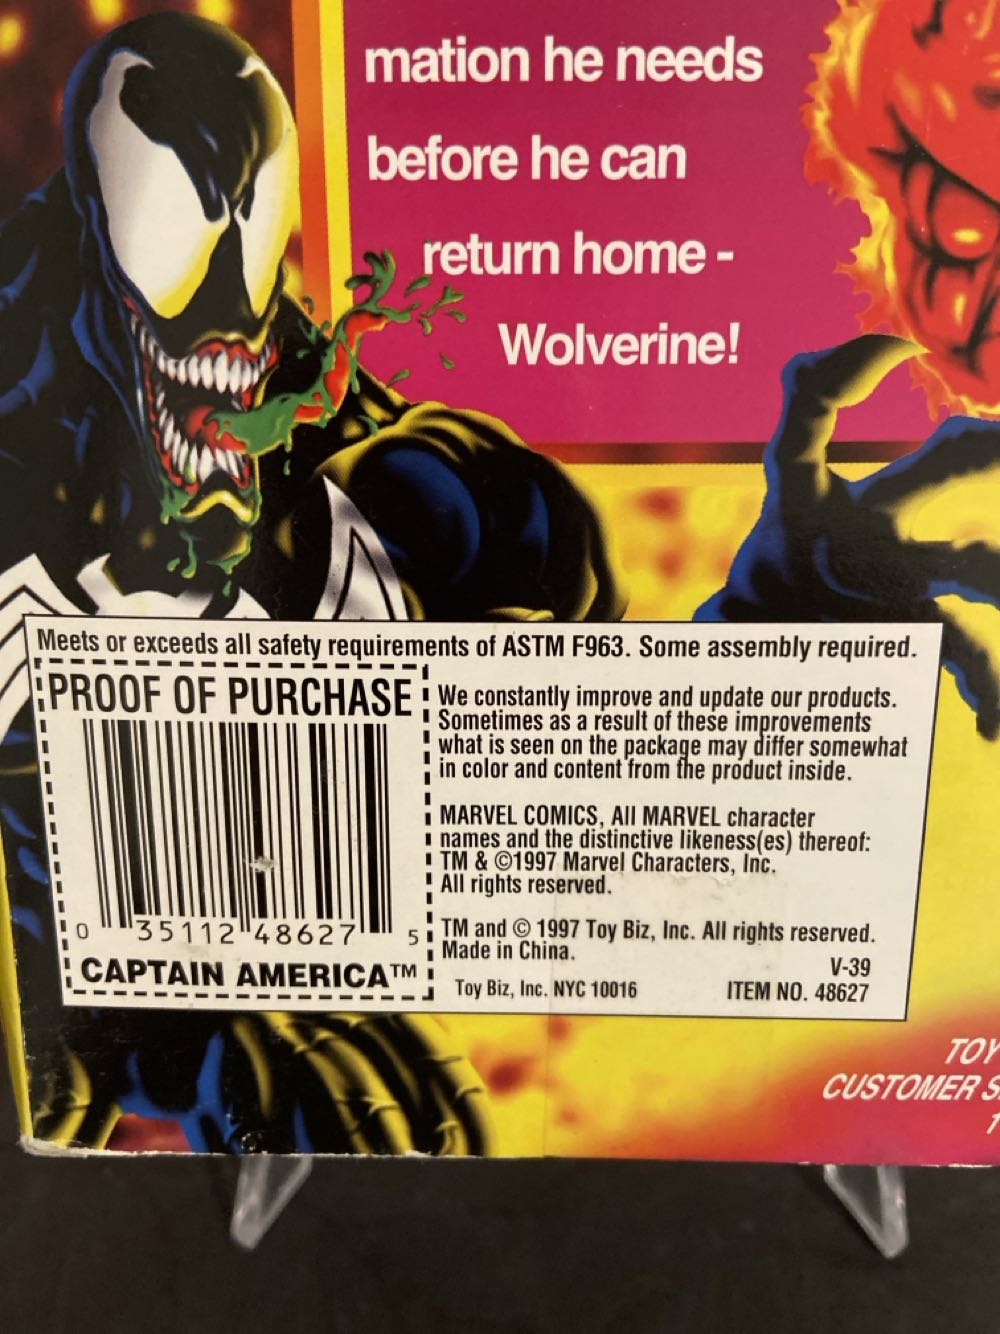 mation he needs
before he can
return home -
Wolverine!
Meets or exceeds all safety requirements of ASTM F963. Some assembly required.
PROOF OF PURCHASE
0 35112 48627 5
CAPTAIN AMERICA™
We constantly improve and update our products.
Sometimes as a result of these improvements
what is seen on the package may differ somewhat
in color and content from the product inside.
MARVEL COMICS, All MARVEL character
names and the distinctive likeness(es) thereof:
TM & ©1997 Marvel Characters, Inc.
All rights reserved.
TM and © 1997 Toy Biz, Inc. All rights reserved.
Made in China.
V-39
Toy Biz, Inc. NYC 10016
ITEM NO. 48627
TOY
CUSTOMER S
1